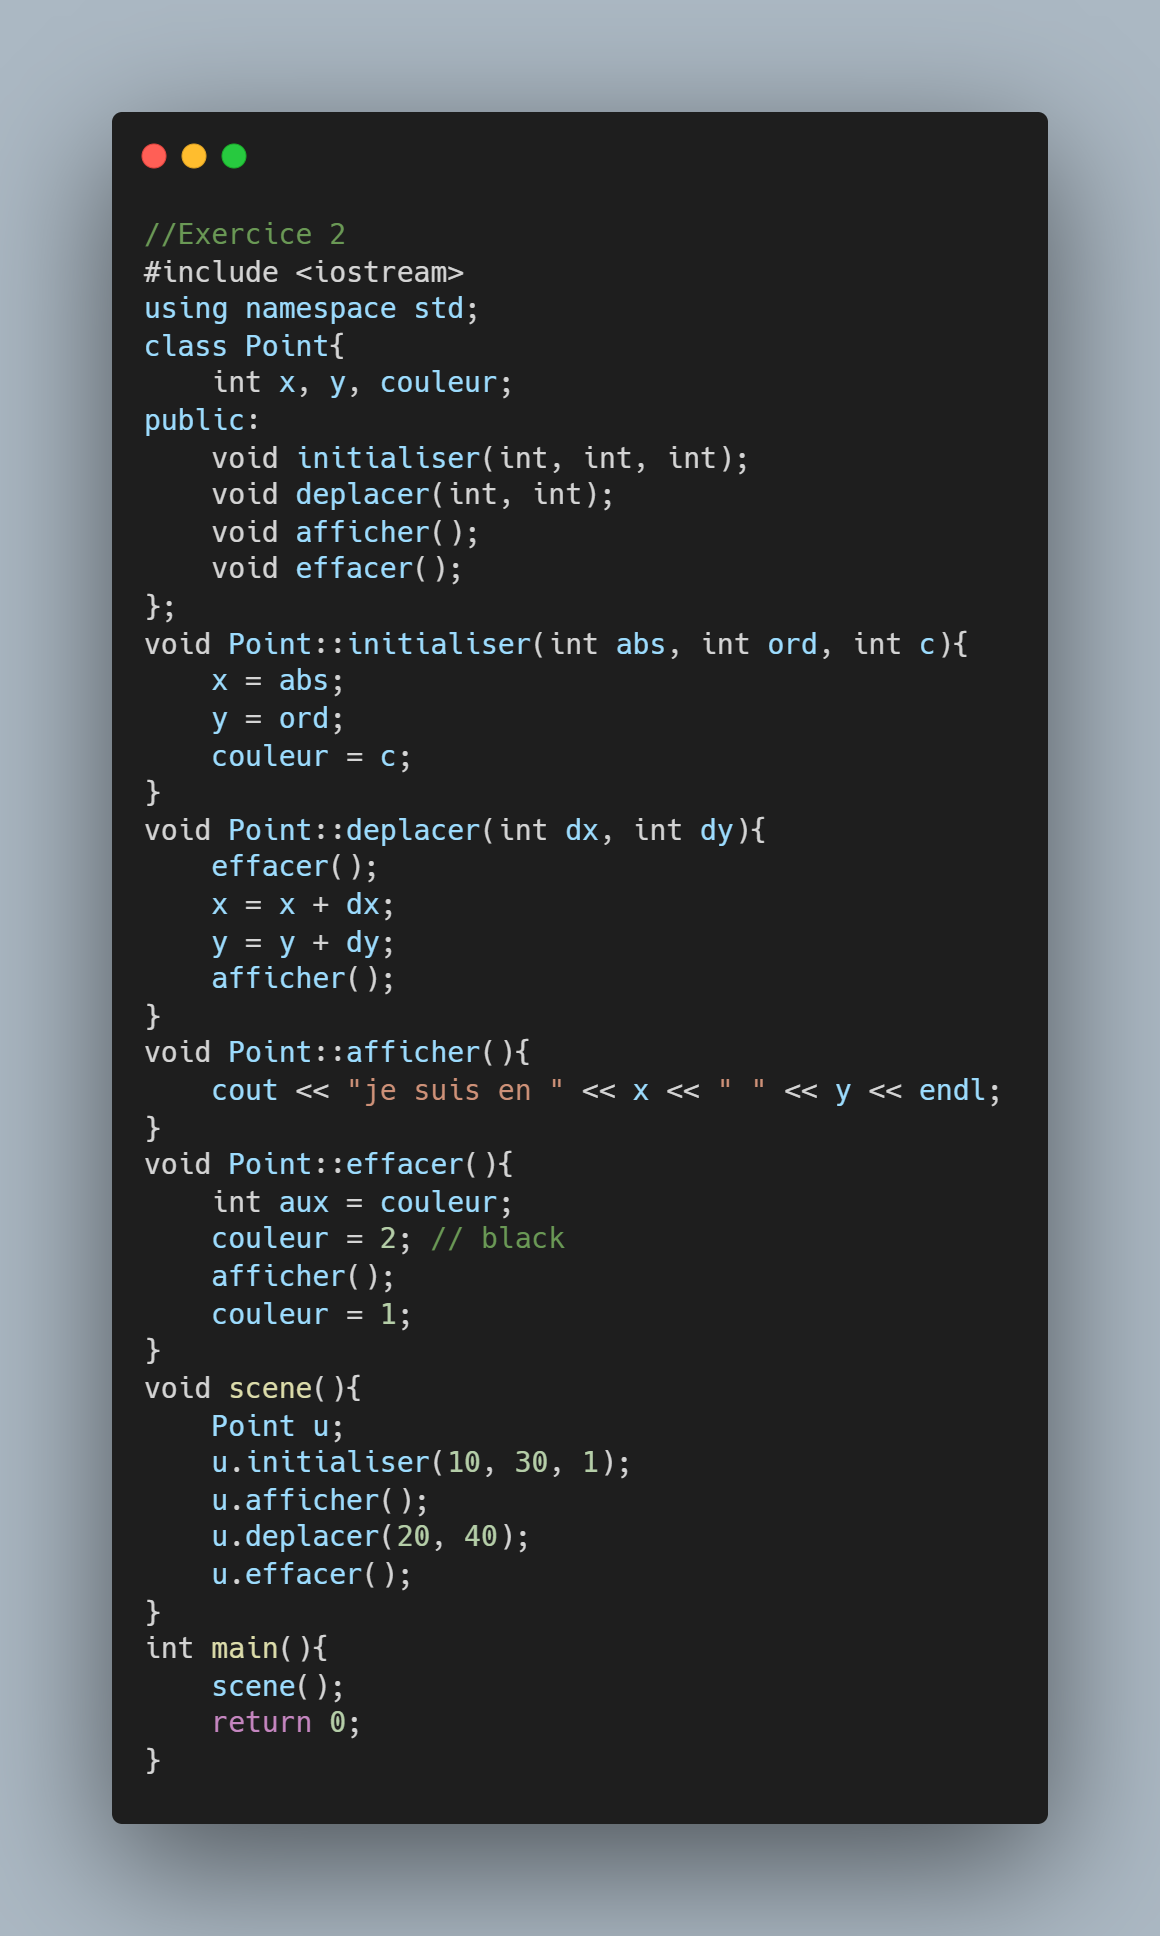 //Exercice 2
#include <iostream>
using namespace std;
class Point{
    int x, y, couleur;
public:
    void initialiser(int, int, int);
    void deplacer(int, int);
    void afficher();
    void effacer();
};
void Point::initialiser(int abs, int ord, int c){
    x = abs;
    y = ord;
    couleur = c;
}
void Point::deplacer(int dx, int dy){
    effacer();
    x = x + dx;
    y = y + dy;
    afficher();
}
void Point::afficher(){
    cout << "je suis en " << x << " " << y << endl;
}
void Point::effacer(){
    int aux = couleur;
    couleur = 2; // black
    afficher();
    couleur = 1;
}
void scene(){
    Point u;
    u.initialiser(10, 30, 1);
    u.afficher();
    u.deplacer(20, 40);
    u.effacer();
}
int main(){
    scene();
    return 0;
}